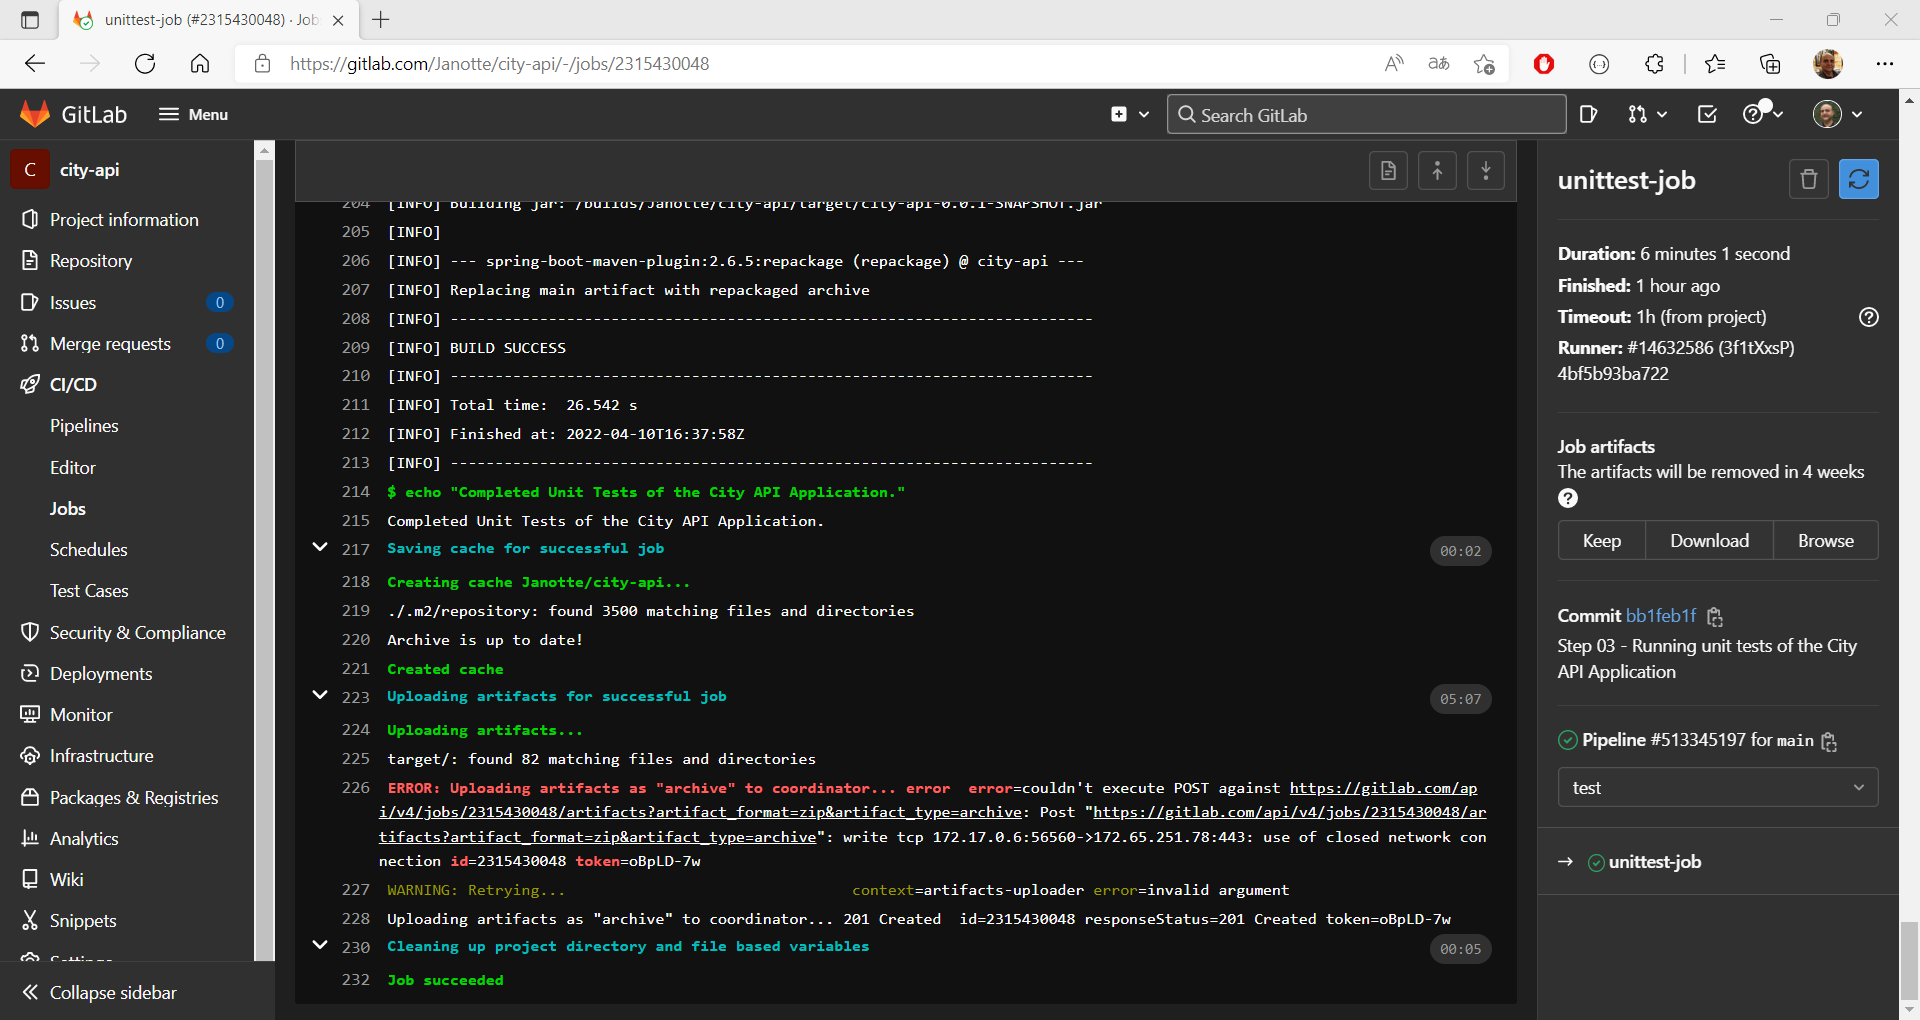 unittest-job (#2315430048) · Job
https://gitlab.com/Janotte/city-api/-/jobs/2315430048
GitLab
Menu
Search GitLab
C
city-api
Project information
Repository
Issues 0
Merge requests 0
CI/CD
Pipelines
Editor
Jobs
Schedules
Test Cases
Security & Compliance
Deployments
Monitor
Infrastructure
Packages & Registries
Analytics
Wiki
Snippets
Settings
Collapse sidebar
204 [INFO] Building jar: /builds/Janotte/city-api/target/city-api-0.0.1-SNAPSHOT.jar
205 [INFO]
206 [INFO] --- spring-boot-maven-plugin:2.6.5:repackage (repackage) @ city-api ---
207 [INFO] Replacing main artifact with repackaged archive
208 [INFO] ------------------------------------------------------------------------
209 [INFO] BUILD SUCCESS
210 [INFO] ------------------------------------------------------------------------
211 [INFO] Total time:  26.542 s
212 [INFO] Finished at: 2022-04-10T16:37:58Z
213 [INFO] ------------------------------------------------------------------------
214 $ echo "Completed Unit Tests of the City API Application."
215 Completed Unit Tests of the City API Application.
217 Saving cache for successful job 00:02
218 Creating cache Janotte/city-api...
219 ./.m2/repository: found 3500 matching files and directories
220 Archive is up to date!
221 Created cache
223 Uploading artifacts for successful job 05:07
224 Uploading artifacts...
225 target/: found 82 matching files and directories
226 ERROR: Uploading artifacts as "archive" to coordinator... error  error=couldn't execute POST against https://gitlab.com/ap
i/v4/jobs/2315430048/artifacts?artifact_format=zip&artifact_type=archive: Post "https://gitlab.com/api/v4/jobs/2315430048/ar
tifacts?artifact_format=zip&artifact_type=archive": write tcp 172.17.0.6:56560->172.65.251.78:443: use of closed network con
nection id=2315430048 token=oBpLD-7w
227 WARNING: Retrying... context=artifacts-uploader error=invalid argument
228 Uploading artifacts as "archive" to coordinator... 201 Created  id=2315430048 responseStatus=201 Created token=oBpLD-7w
230 Cleaning up project directory and file based variables 00:05
232 Job succeeded
unittest-job
Duration: 6 minutes 1 second
Finished: 1 hour ago
Timeout: 1h (from project)
Runner: #14632586 (3f1tXxsP)
4bf5b93ba722
Job artifacts
The artifacts will be removed in 4 weeks
Keep Download Browse
Commit bb1feb1f
Step 03 - Running unit tests of the City
API Application
Pipeline #513345197 for main
test
→ unittest-job